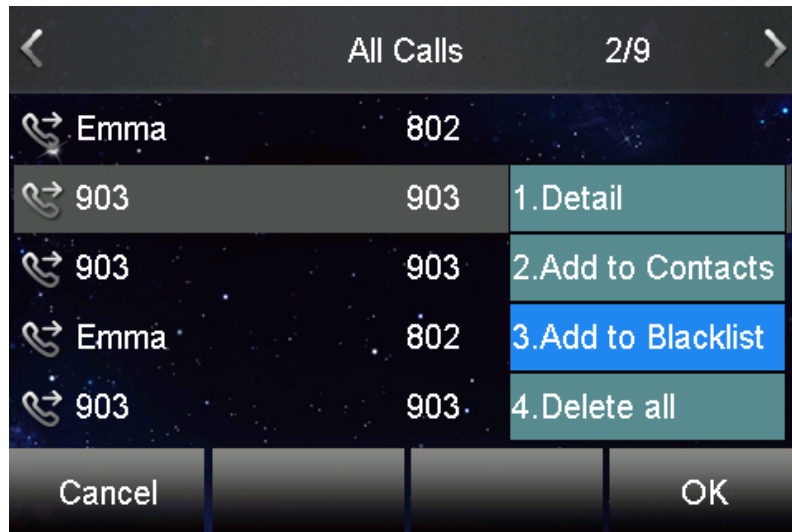 All Calls 2/9
Emma 802
903 903 1.Detail
903 903 2.Add to Contacts
Emma 802 3.Add to Blacklist
903 903 4.Delete all
Cancel OK